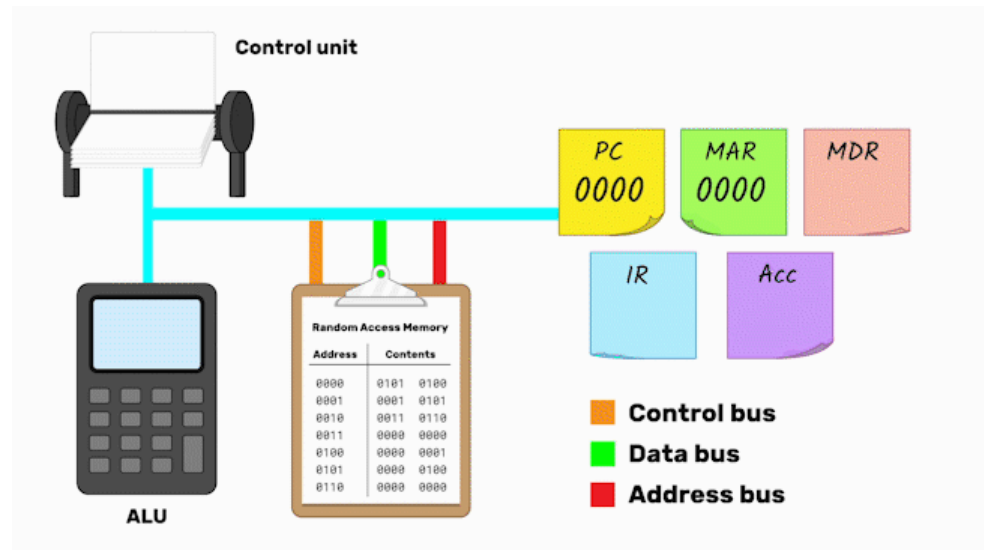 Control unit
PC
0000
MAR
0000
MDR
IR
Acc
Random Access Memory
Address Contents
0000 0101 0100
0001 0001 0101
0010 0011 0110
0011 0000 0000
0100 0000 0001
0101 0000 0100
0110 0000 0000
ALU
Control bus
Data bus
Address bus